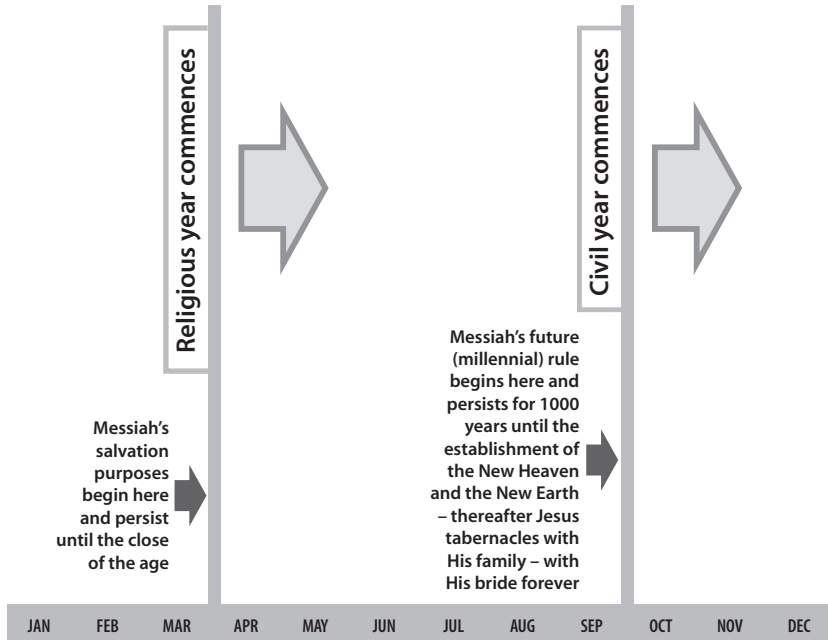 Religious year commences
Civil year commences
Messiah’s
salvation
purposes
begin here
and persist
until the close
of the age
Messiah’s future
(millennial) rule
begins here and
persists for 1000
years until the
establishment of
the New Heaven
and the New Earth
– thereafter Jesus
tabernacles with
His family – with
His bride forever
JAN FEB MAR APR MAY JUN JUL AUG SEP OCT NOV DEC